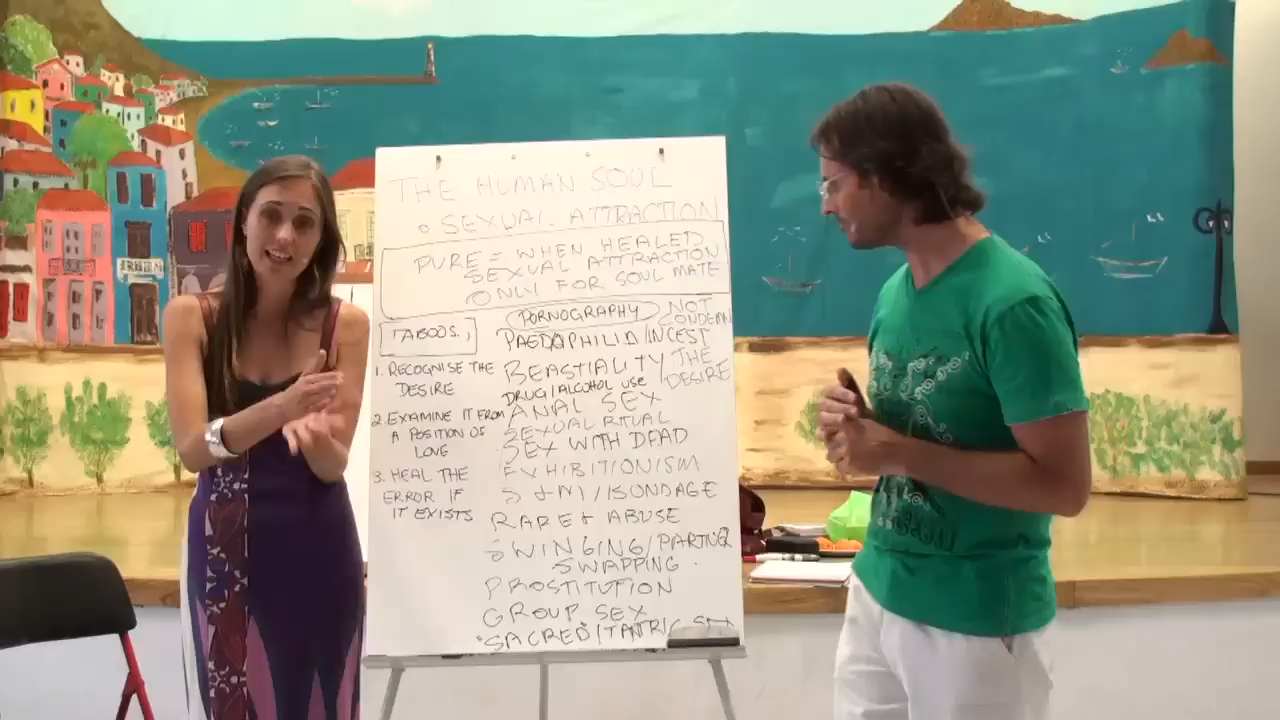 THE HUMAN SOUL
• SEXUAL ATTRACTION
PURE = WHEN HEALED
SEXUAL ATTRACTION
ONLY FOR SOUL MATE
TABOOS,
1. RECOGNISE THE
DESIRE
2. EXAMINE IT FROM
A POSITION OF
LOVE
3. HEAL THE
ERROR IF
IT EXISTS
PORNOGRAPHY
PAEDOPHILIA/INCEST
BEASTIALITY
DRUG/ALCOHOL USE
ANAL SEX
SEXUAL RITUAL
SEX WITH DEAD
EXHIBITIONISM
S+M/BONDAGE
RAPE + ABUSE
SWINGING/PARTNER
SWAPPING
PROSTITUTION
GROUP SEX
"SACRED"/TANTRIC SEX
NOT
CONDEMN
THE
DESIRE